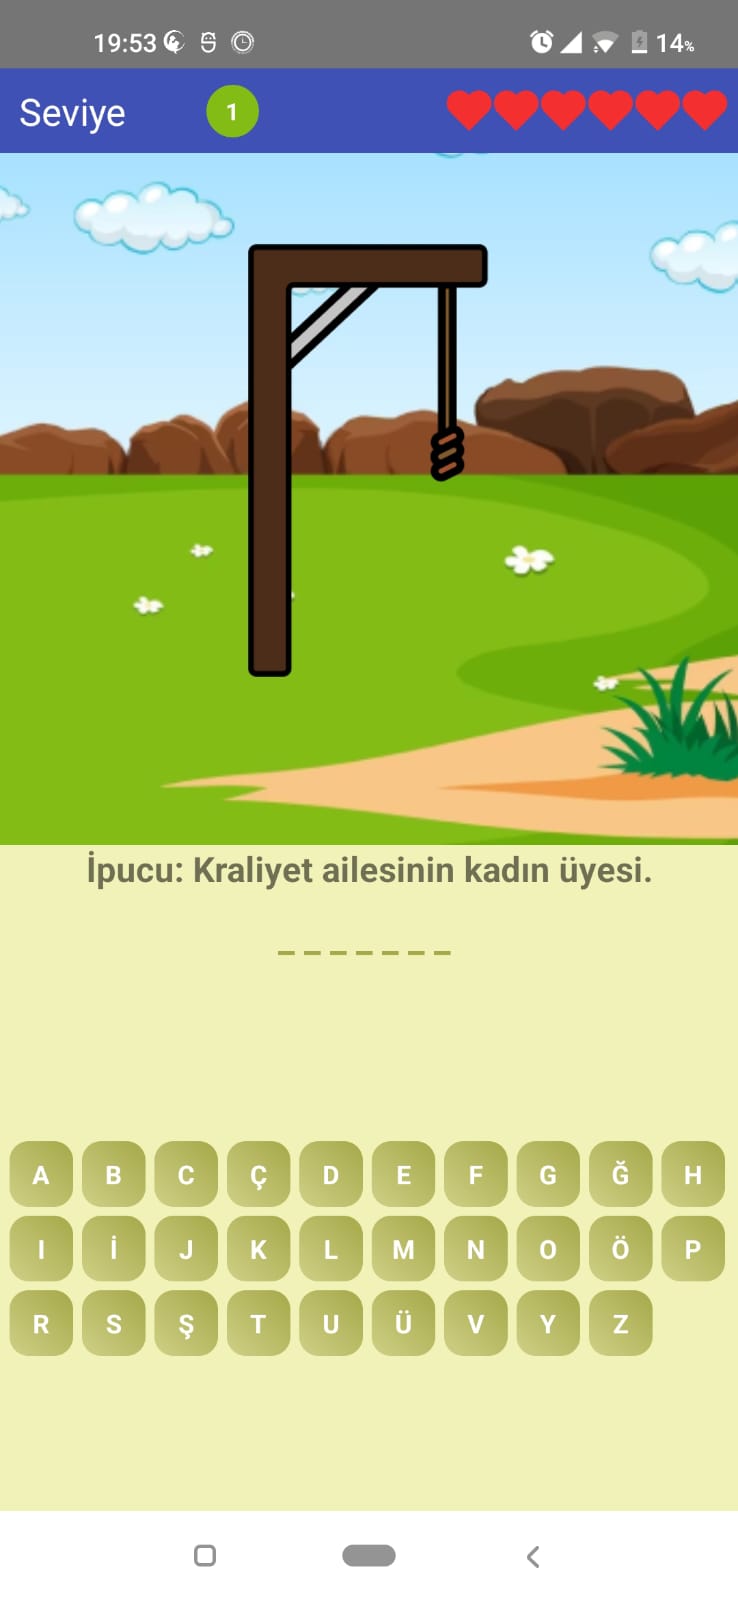 19:53 14%
Seviye 1
İpucu: Kraliyet ailesinin kadın üyesi.
_ _ _ _ _ _ _
A B C Ç D E F G Ğ H
I İ J K L M N O Ö P
R S Ş T U Ü V Y Z